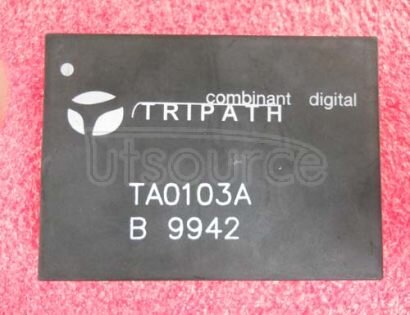 combinant digital
TRIPATH
utsource
TA0103A
B 9942